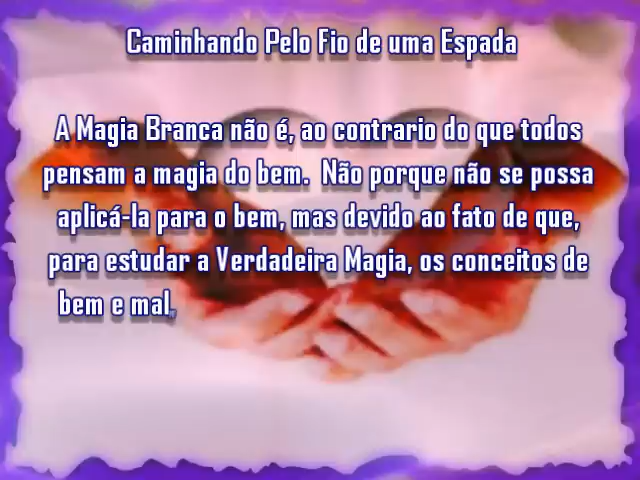 Caminhando Pelo Fio de uma Espada
A Magia Branca não é, ao contrario do que todos
pensam a magia do bem. Não porque não se possa
aplicá-la para o bem, mas devido ao fato de que,
para estudar a Verdadeira Magia, os conceitos de
bem e mal,